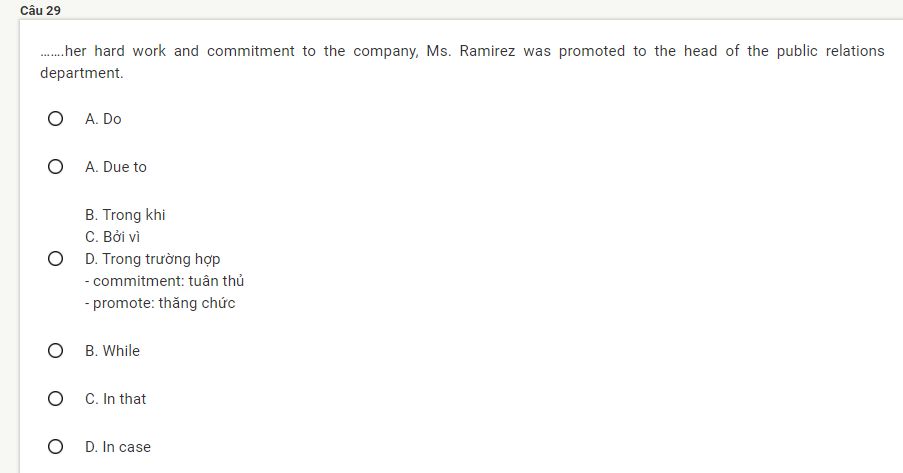 Câu 29
.......her hard work and commitment to the company, Ms. Ramirez was promoted to the head of the public relations
department.
A. Do
A. Due to
B. Trong khi
C. Bởi vì
D. Trong trường hợp
- commitment: tuân thủ
- promote: thăng chức
B. While
C. In that
D. In case